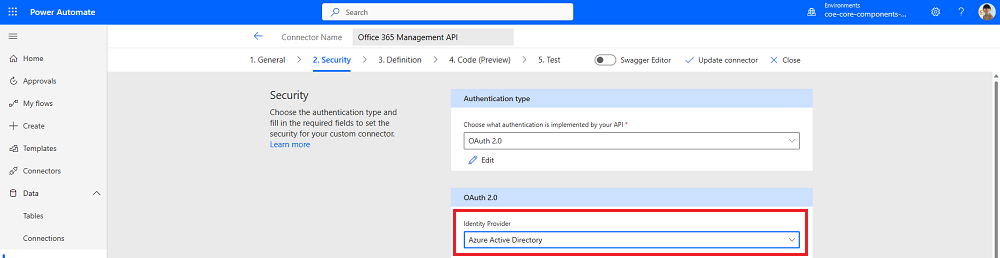 Power Automate
Search
Environments
coe-core-components-...
Connector Name
Office 365 Management API
1. General
2. Security
3. Definition
4. Code (Preview)
5. Test
Swagger Editor
Update connector
Close
Home
Approvals
My flows
Create
Templates
Connectors
Data
Tables
Connections
Security
Choose the authentication type and
fill in the required fields to set the
security for your custom connector.
Learn more
Authentication type
Choose what authentication is implemented by your API *
OAuth 2.0
Edit
OAuth 2.0
Identity Provider
Azure Active Directory